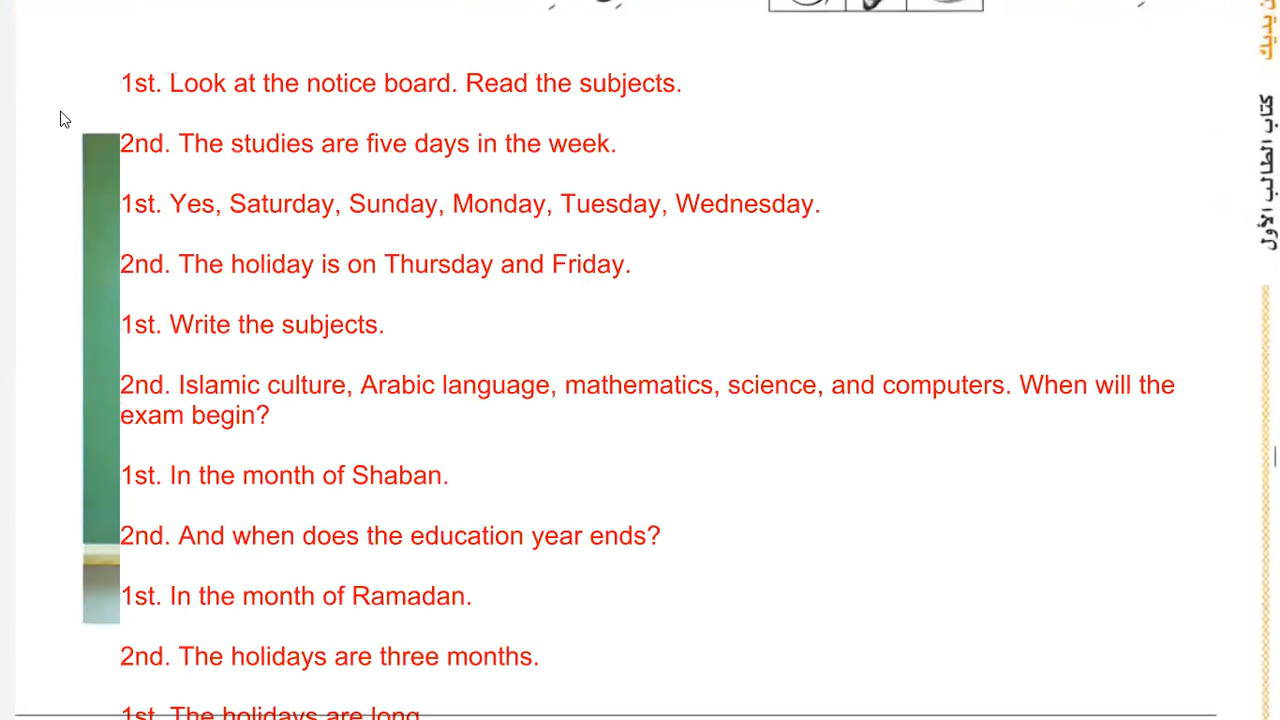 1st. Look at the notice board. Read the subjects.
2nd. The studies are five days in the week.
1st. Yes, Saturday, Sunday, Monday, Tuesday, Wednesday.
2nd. The holiday is on Thursday and Friday.
1st. Write the subjects.
2nd. Islamic culture, Arabic language, mathematics, science, and computers. When will the
exam begin?
1st. In the month of Shaban.
2nd. And when does the education year ends?
1st. In the month of Ramadan.
2nd. The holidays are three months.
1st. The holidays are long
يديك
كتاب الطالب الأول